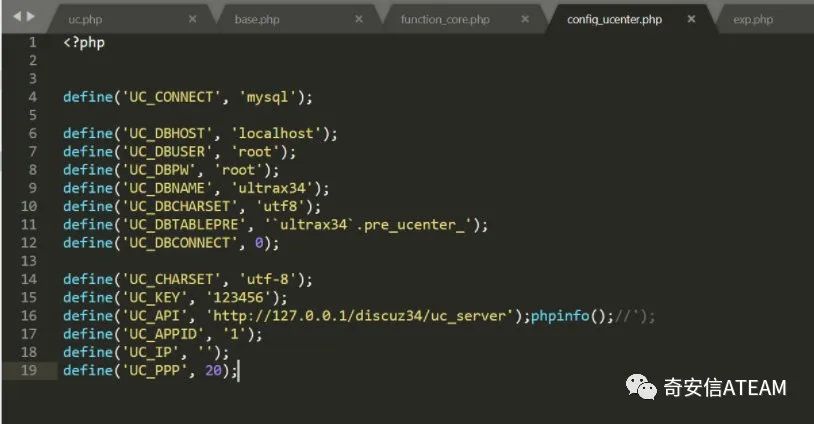 uc.php × base.php × function_core.php × config_ucenter.php × exp.php
1 <?php
2
3
4 define('UC_CONNECT', 'mysql');
5
6 define('UC_DBHOST', 'localhost');
7 define('UC_DBUSER', 'root');
8 define('UC_DBPW', 'root');
9 define('UC_DBNAME', 'ultrax34');
10 define('UC_DBCHARSET', 'utf8');
11 define('UC_DBTABLEPRE', '`ultrax34`.pre_ucenter_');
12 define('UC_DBCONNECT', 0);
13
14 define('UC_CHARSET', 'utf-8');
15 define('UC_KEY', '123456');
16 define('UC_API', 'http://127.0.0.1/discuz34/uc_server');phpinfo();//');
17 define('UC_APPID', '1');
18 define('UC_IP', '');
19 define('UC_PPP', 20);
奇安信ATEAM